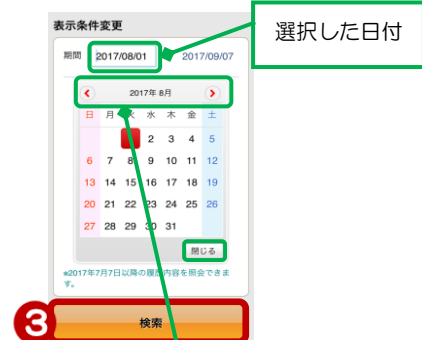 表示条件変更
選択した日付
期間 2017/08/01 2017/09/07
2017年 8月
日 月 火 水 木 金 土
2 3 4 5
6 7 8 9 10 11 12
13 14 15 16 17 18 19
20 21 22 23 24 25 26
27 28 29 30 31
閉じる
※2017年7月7日以降の履歴内容を照会できま
す。
3 検索